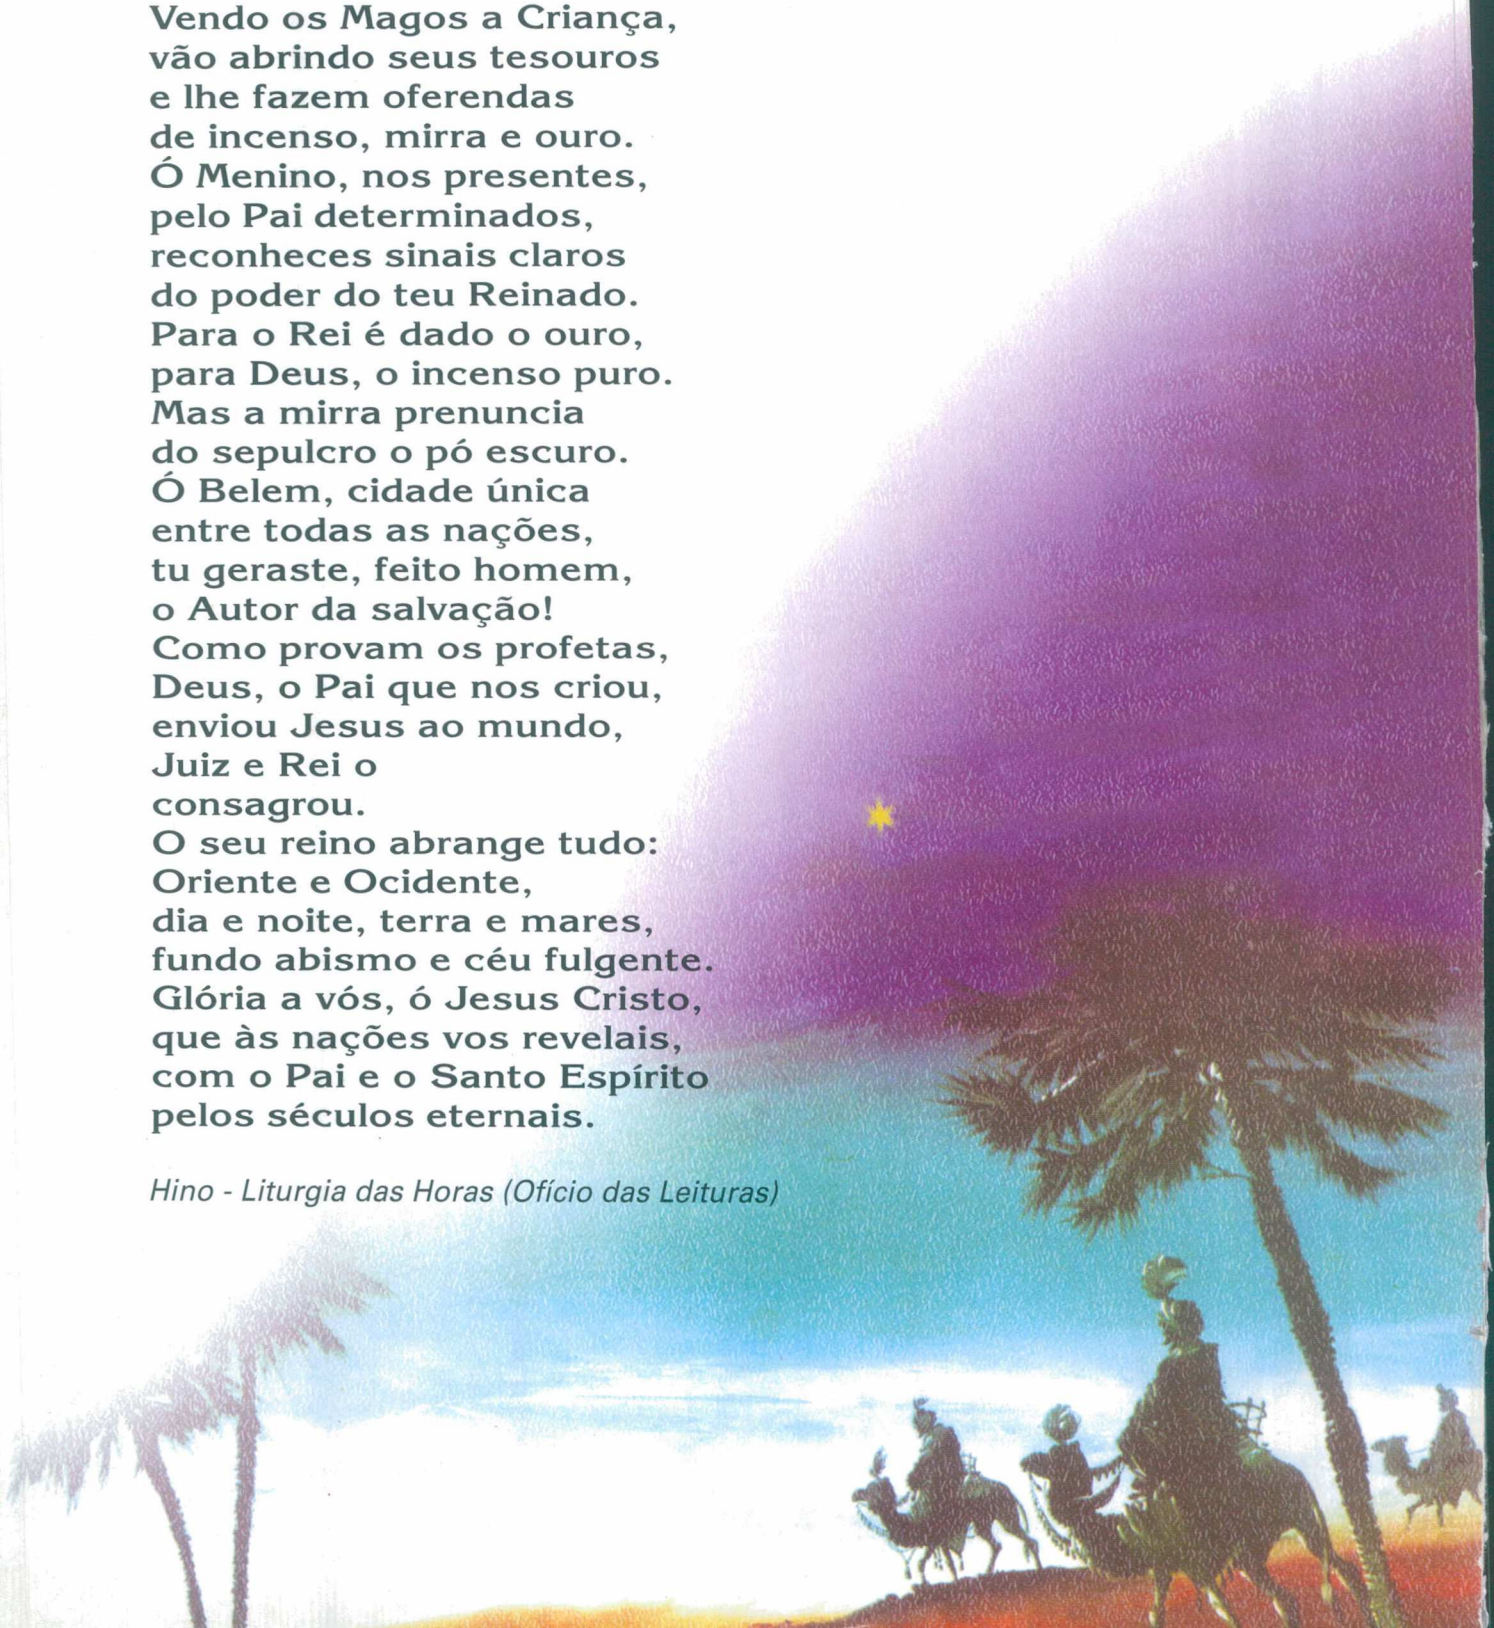 Vendo os Magos a Criança,
vão abrindo seus tesouros
e lhe fazem oferendas
de incenso, mirra e ouro.
Ó Menino, nos presentes,
pelo Pai determinados,
reconheces sinais claros
do poder do teu Reinado.
Para o Rei é dado o ouro,
para Deus, o incenso puro.
Mas a mirra prenuncia
do sepulcro o pó escuro.
Ó Belem, cidade única
entre todas as nações,
tu geraste, feito homem,
o Autor da salvação!
Como provam os profetas,
Deus, o Pai que nos criou,
enviou Jesus ao mundo,
Juiz e Rei o
consagrou.
O seu reino abrange tudo:
Oriente e Ocidente,
dia e noite, terra e mares,
fundo abismo e céu fulgente.
Glória a vós, ó Jesus Cristo,
que às nações vos revelais,
com o Pai e o Santo Espírito
pelos séculos eternais.
Hino - Liturgia das Horas (Ofício das Leituras)